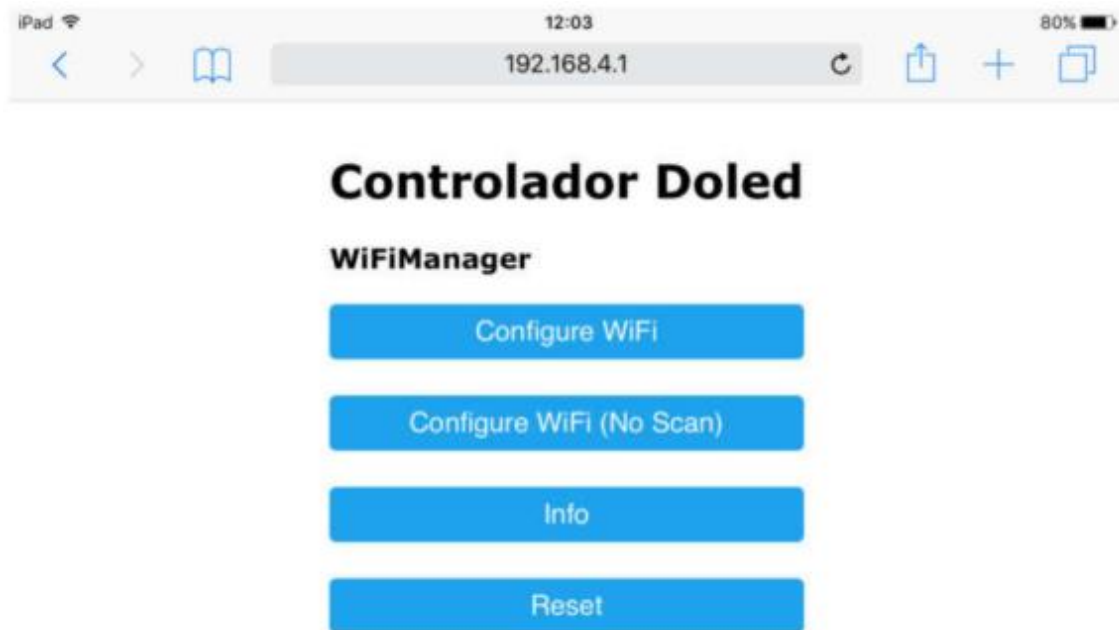 iPad 12:03 80%
192.168.4.1
Controlador Doled
WiFiManager
Configure WiFi
Configure WiFi (No Scan)
Info
Reset